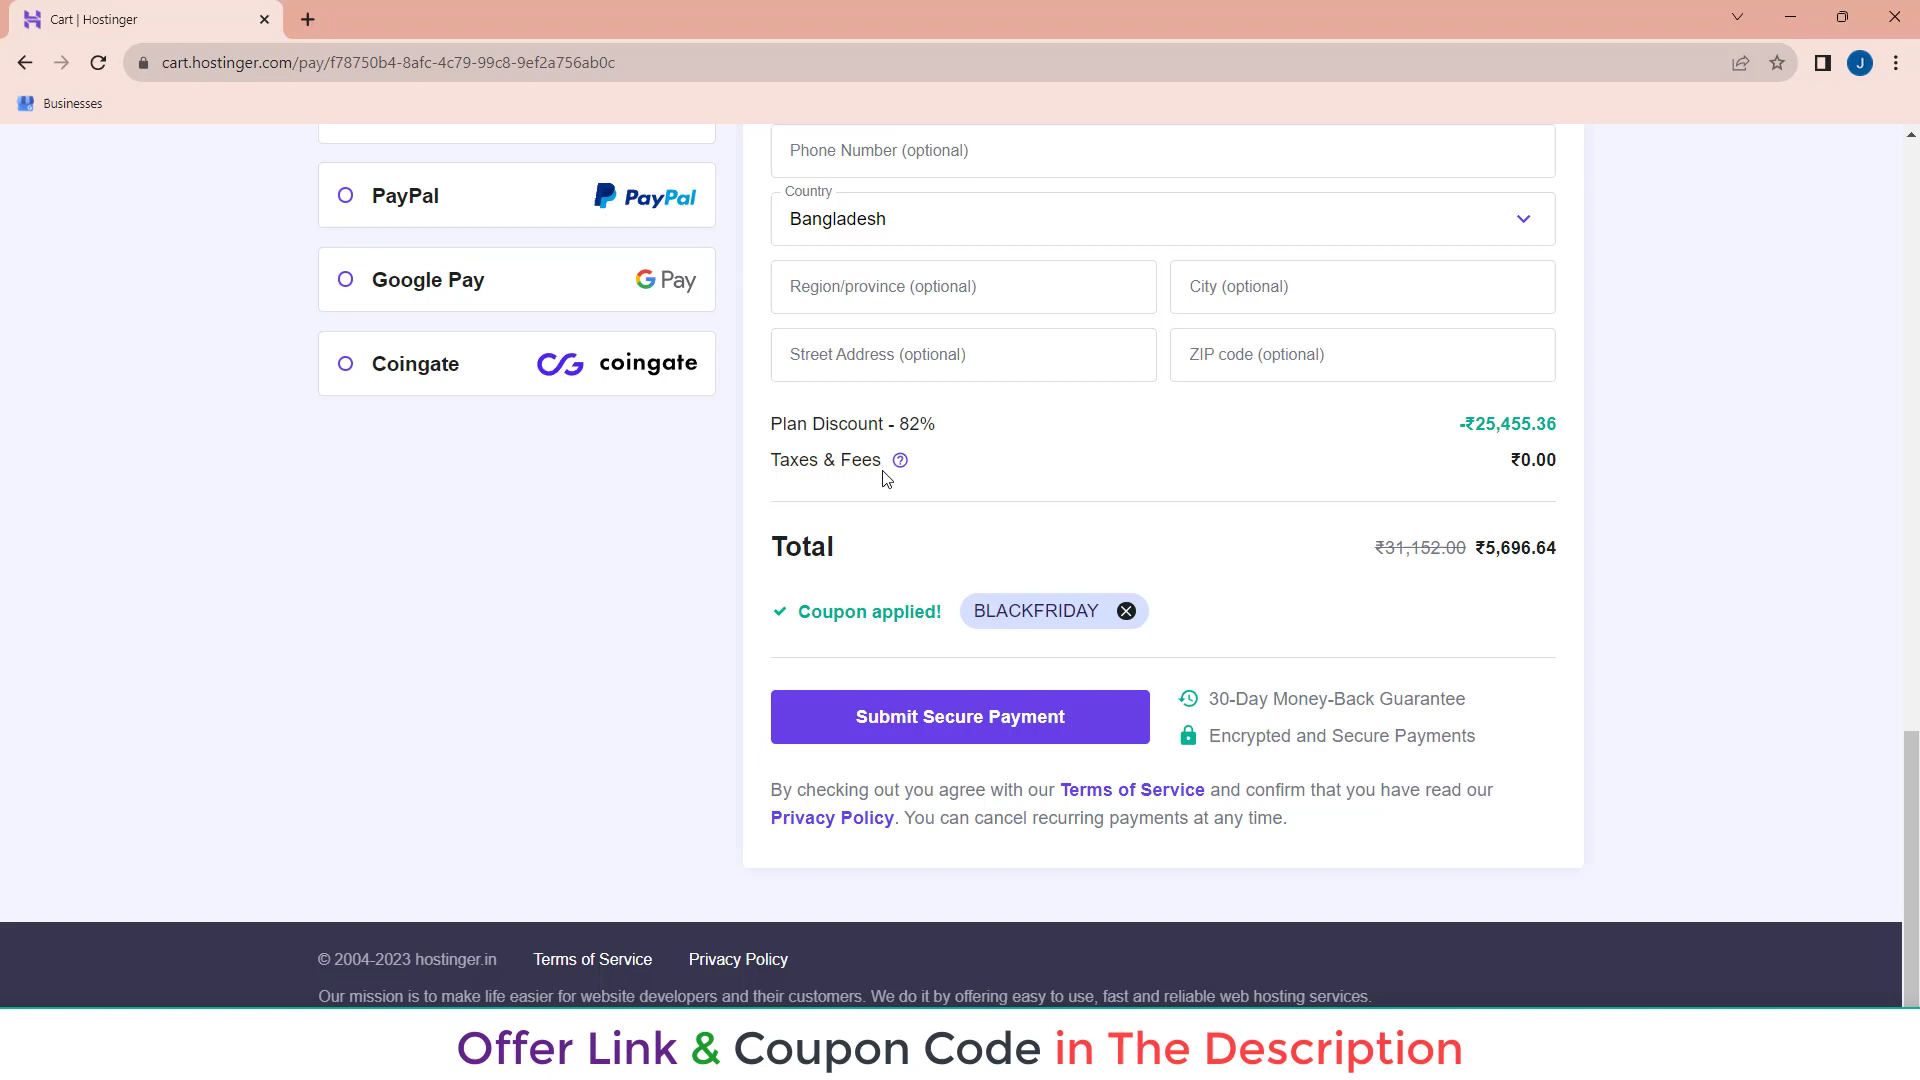 Cart | Hostinger
cart.hostinger.com/pay/f78750b4-8afc-4c79-99c8-9ef2a756ab0c
J
Businesses
Phone Number (optional)
PayPal PayPal
Country
Bangladesh
Google Pay G Pay
Region/province (optional) City (optional)
Coingate coingate
Street Address (optional) ZIP code (optional)
Plan Discount - 82% -₹25,455.36
Taxes & Fees ₹0.00
Total ₹31,152.00 ₹5,696.64
Coupon applied! BLACKFRIDAY
Submit Secure Payment
30-Day Money-Back Guarantee
Encrypted and Secure Payments
By checking out you agree with our Terms of Service and confirm that you have read our
Privacy Policy. You can cancel recurring payments at any time.
© 2004-2023 hostinger.in Terms of Service Privacy Policy
Our mission is to make life easier for website developers and their customers. We do it by offering easy to use, fast and reliable web hosting services.
Offer Link & Coupon Code in The Description